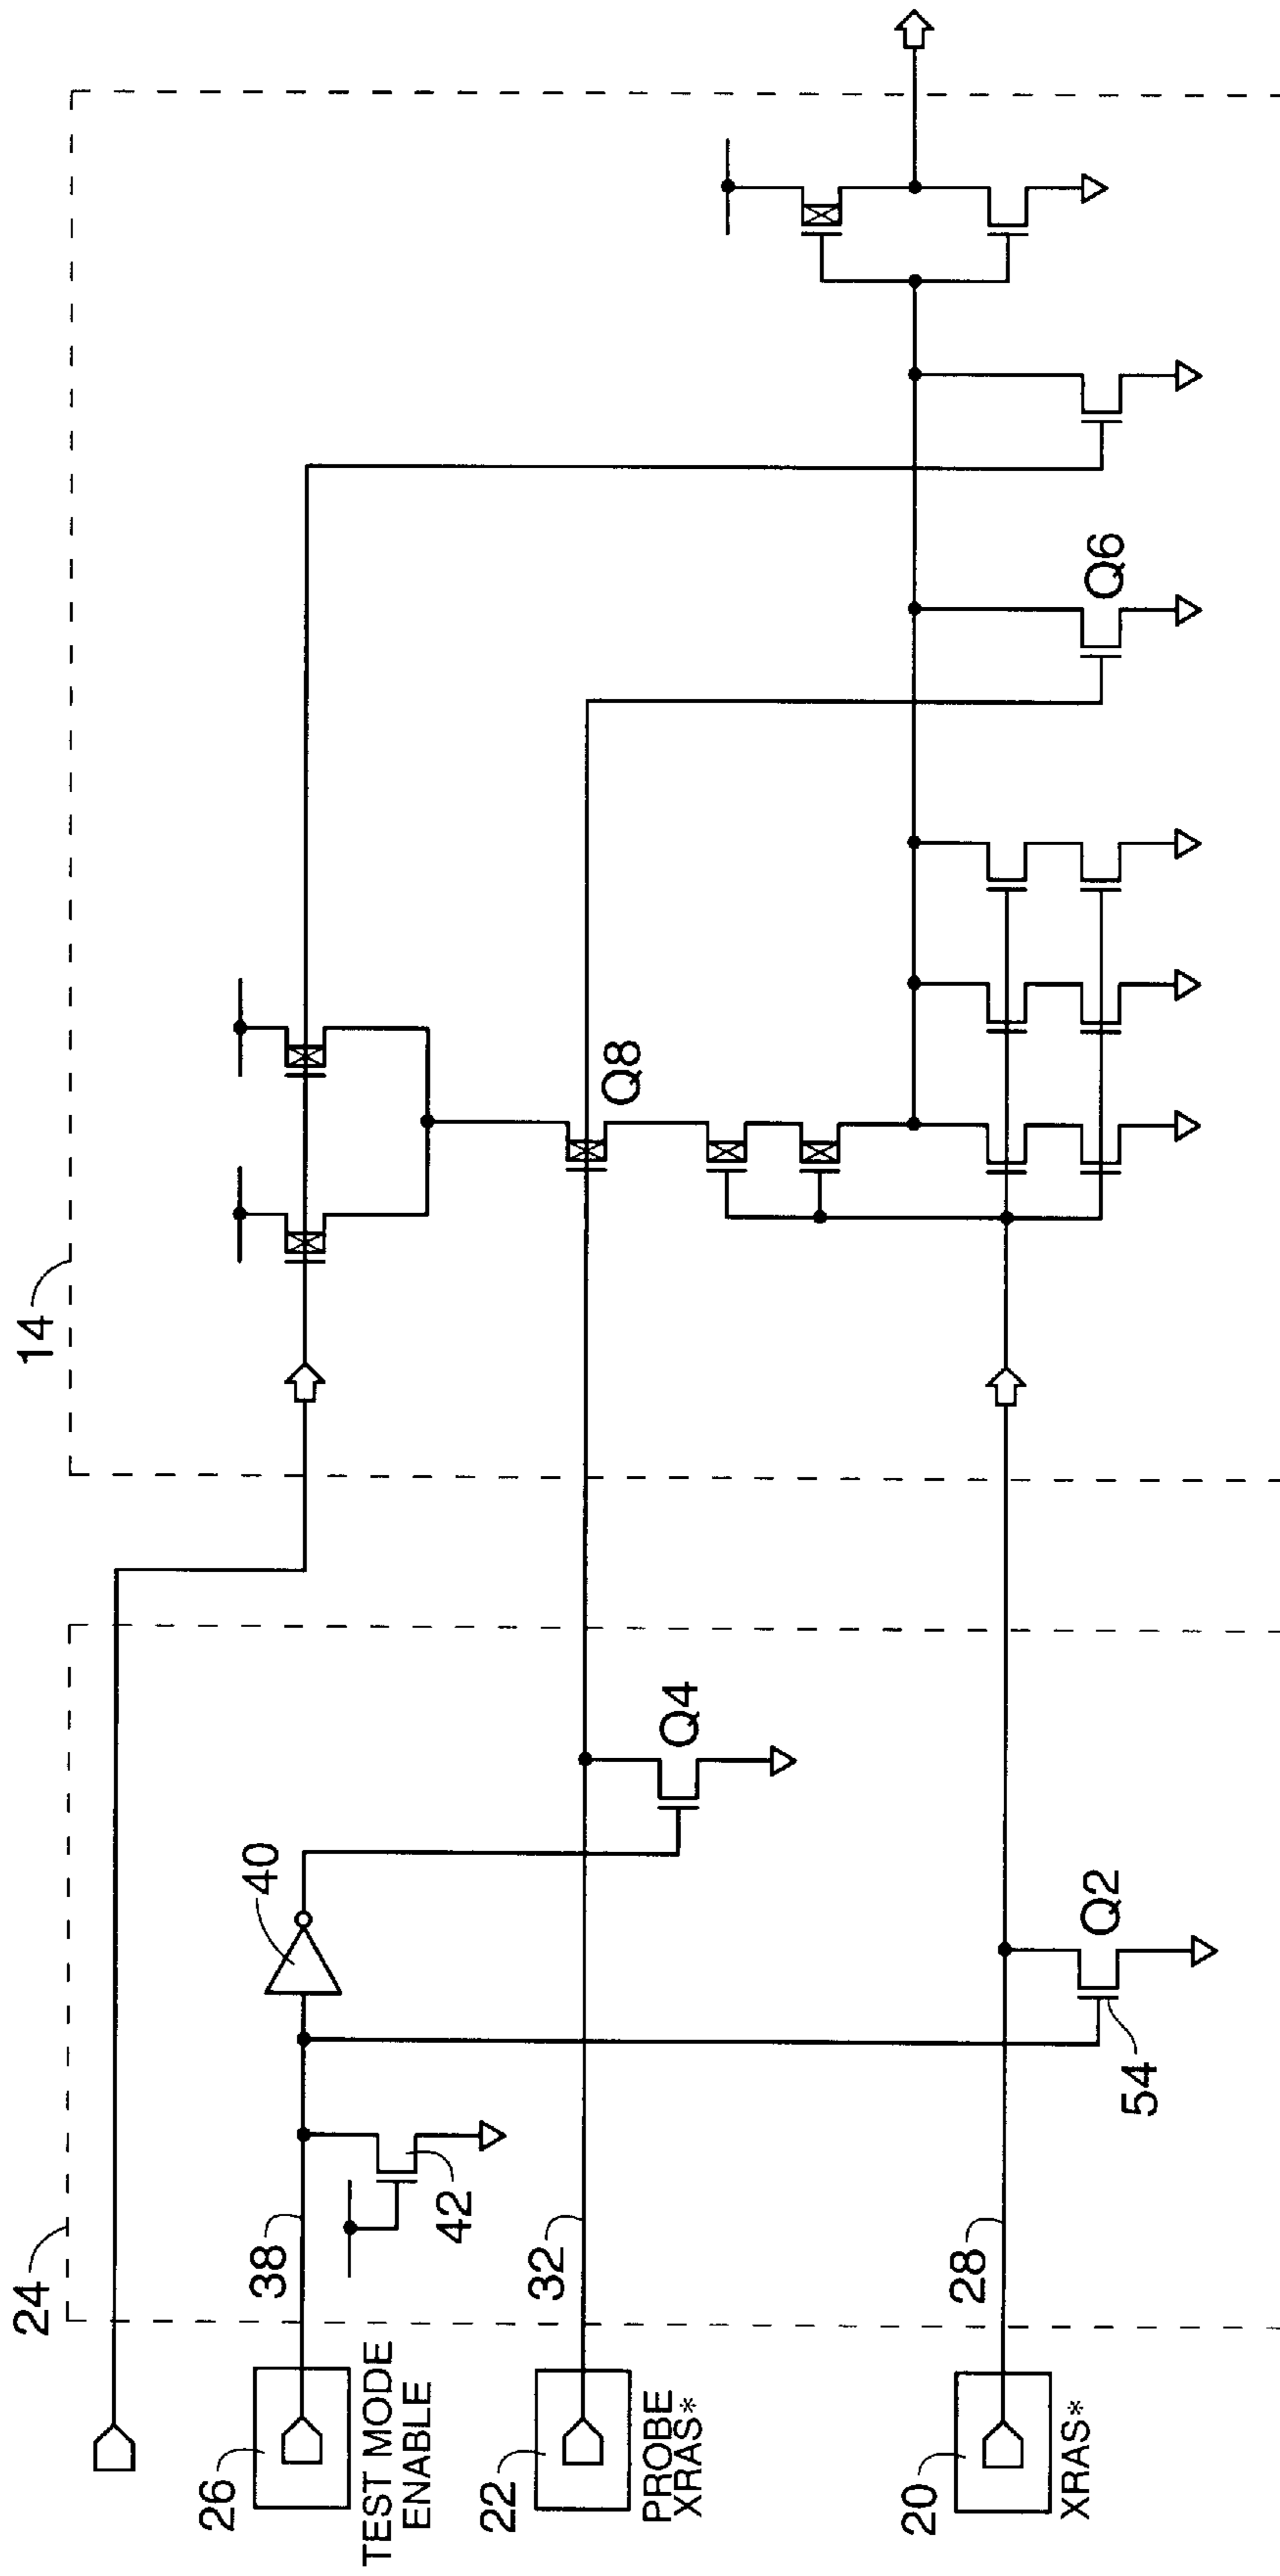 24
14
26
TEST MODE
ENABLE
38
42
40
22
PROBE
XRAS*
32
Q4
Q8
Q6
20
XRAS*
28
54
Q2